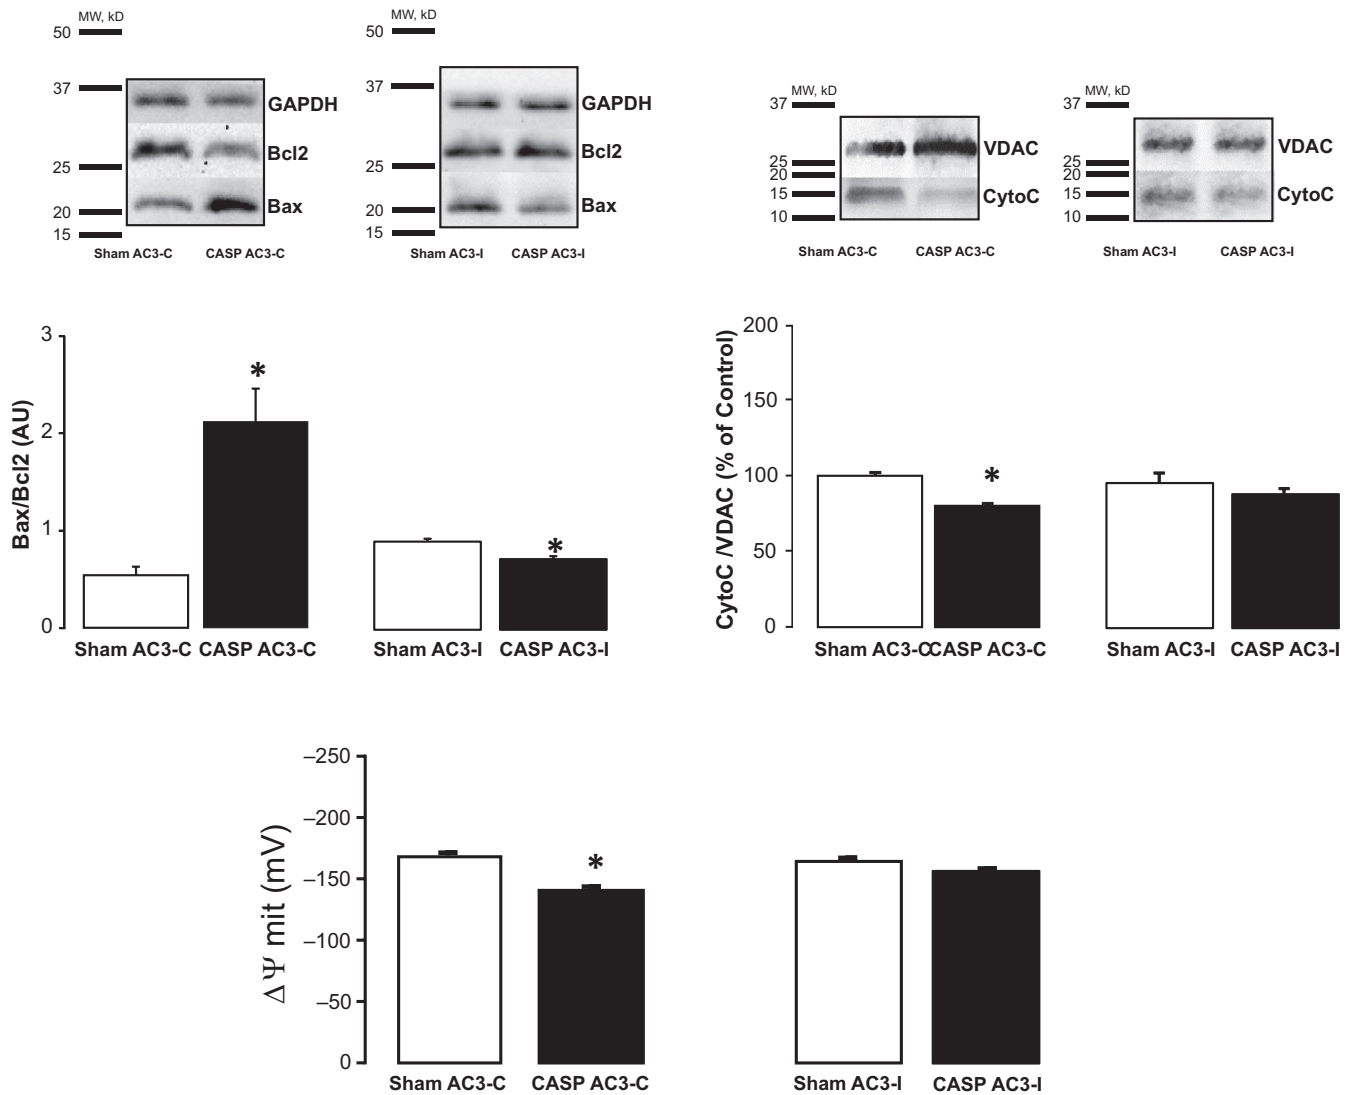 MW, kD
50
37
25
20
15
GAPDH
Bcl2
Bax
Sham AC3-C CASP AC3-C
MW, kD
50
37
25
20
15
GAPDH
Bcl2
Bax
Sham AC3-I CASP AC3-I
MW, kD
37
25
20
15
10
VDAC
CytoC
Sham AC3-C CASP AC3-C
MW, kD
37
25
20
15
10
VDAC
CytoC
Sham AC3-I CASP AC3-I
Bax/Bcl2 (AU)
3
2
1
0
*
*
Sham AC3-C CASP AC3-C Sham AC3-I CASP AC3-I
CytoC /VDAC (% of Control)
200
150
100
50
0
*
Sham AC3-C CASP AC3-C Sham AC3-I CASP AC3-I
Δ Ψ mit (mV)
–250
–200
–150
–100
–50
0
*
Sham AC3-C CASP AC3-C Sham AC3-I CASP AC3-I